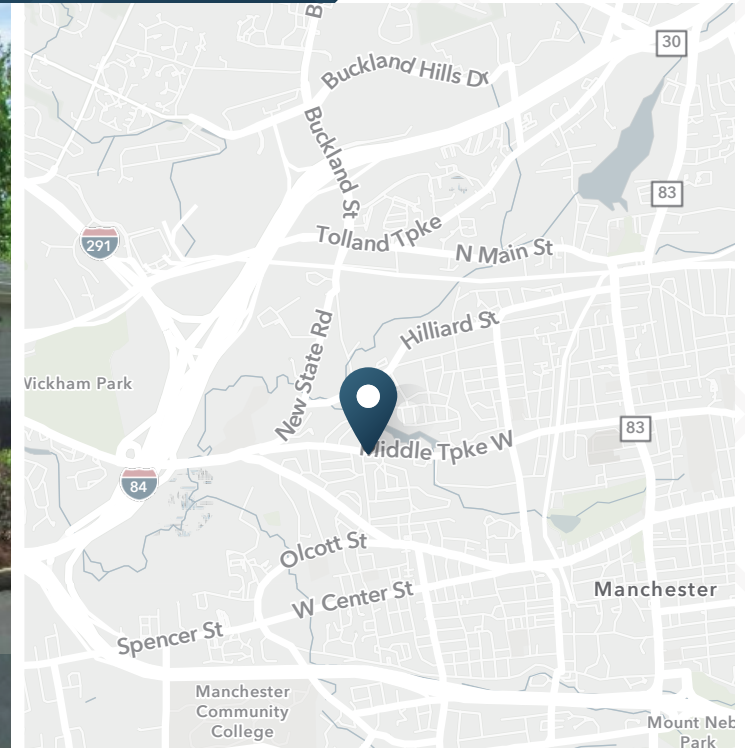 B
30
Buckland Hills Dr
Buckland St
83
291
Tolland Tpke
N Main St
Hilliard St
New State Rd
Wickham Park
83
Middle Tpke W
84
Olcott St
Manchester
W Center St
Spencer St
Manchester
Community
College
Mount Neb
Park